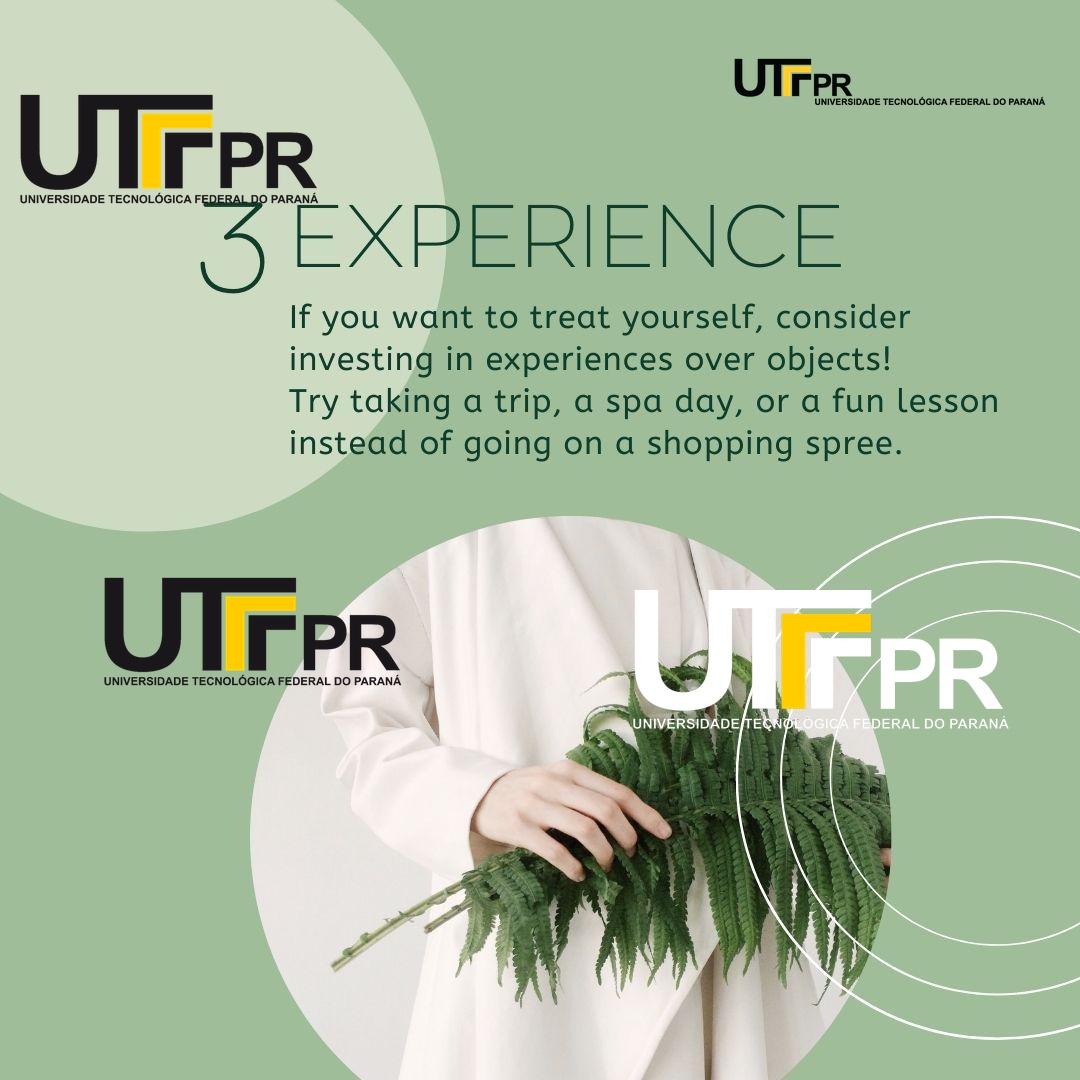 UTFPR
UNIVERSIDADE TECNOLÓGICA FEDERAL DO PARANÁ
UTFPR
UNIVERSIDADE TECNOLÓGICA FEDERAL DO PARANÁ
3 EXPERIENCE
If you want to treat yourself, consider
investing in experiences over objects!
Try taking a trip, a spa day, or a fun lesson
instead of going on a shopping spree.
UTFPR
UNIVERSIDADE TECNOLÓGICA FEDERAL DO PARANÁ
UTFPR
UNIVERSIDADE TECNOLÓGICA FEDERAL DO PARANÁ